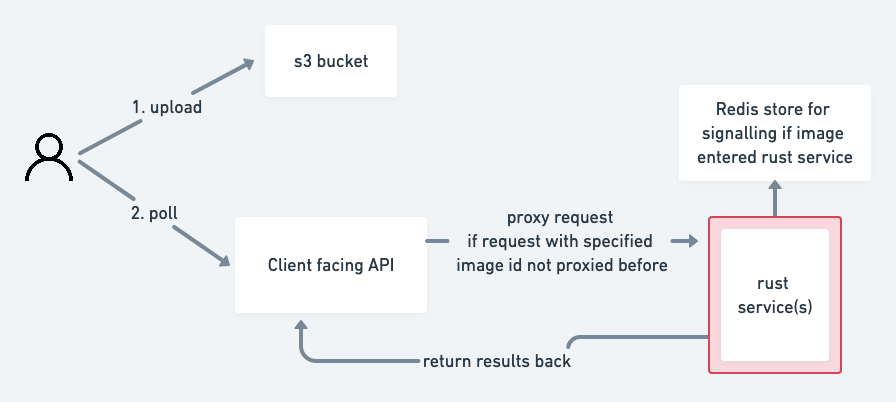 s3 bucket
1. upload
Redis store for
signalling if image
entered rust service
2. poll
Client facing API
proxy request
if request with specified
image id not proxied before
rust
service(s)
return results back